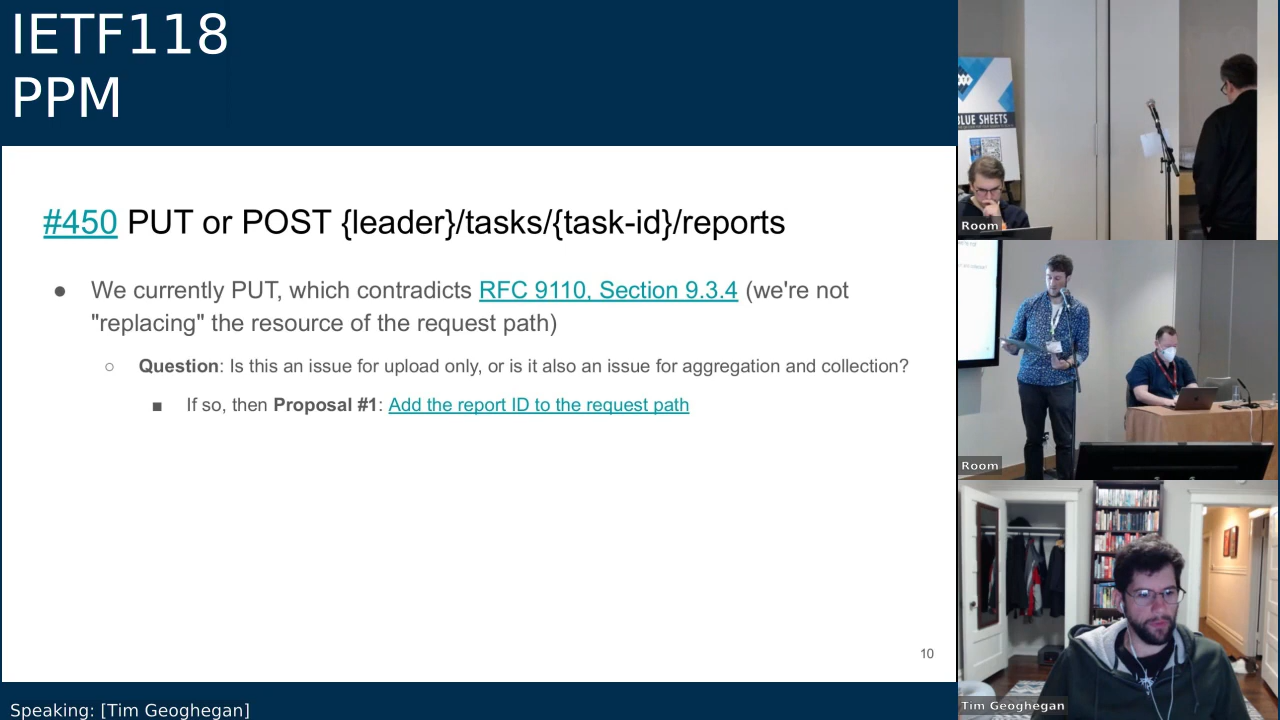 IETF118
PPM
#450 PUT or POST {leader}/tasks/{task-id}/reports
● We currently PUT, which contradicts RFC 9110, Section 9.3.4 (we're not
"replacing" the resource of the request path)
○ Question: Is this an issue for upload only, or is it also an issue for aggregation and collection?
■ If so, then Proposal #1: Add the report ID to the request path
10
Speaking: [Tim Geoghegan]
BLUE SHEETS
Room
Room
Tim Geoghegan